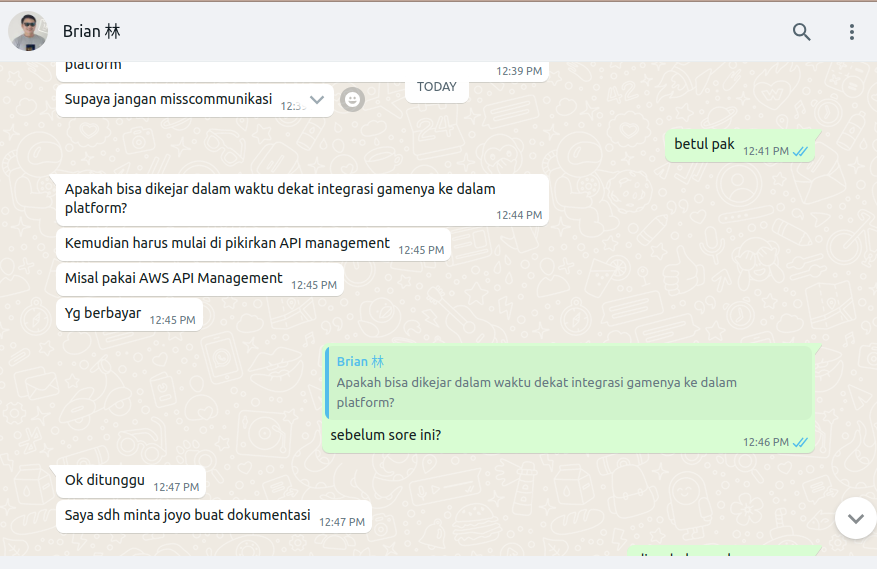 Brian 林
platform
12:39 PM
TODAY
Supaya jangan misscommunikasi
betul pak 12:41 PM
Apakah bisa dikejar dalam waktu dekat integrasi gamenya ke dalam
platform?
12:44 PM
Kemudian harus mulai di pikirkan API management 12:45 PM
Misal pakai AWS API Management 12:45 PM
Yg berbayar 12:45 PM
Brian 林
Apakah bisa dikejar dalam waktu dekat integrasi gamenya ke dalam
platform?
sebelum sore ini?
12:46 PM
Ok ditunggu 12:47 PM
Saya sdh minta joyo buat dokumentasi 12:47 PM